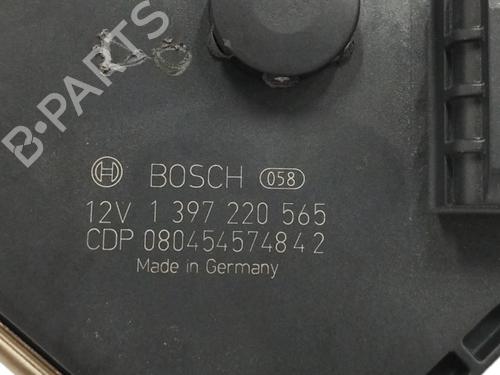 B-PARTS
BOSCH 058
12V 1 397 220 565
CDP 08045457484 2
Made in Germany